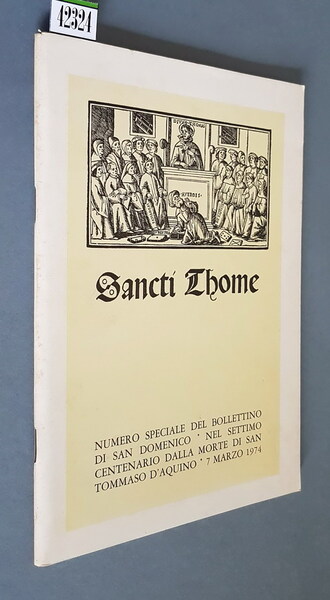 42324
Sancti Thome
NUMERO SPECIALE DEL BOLLETTINO
DI SAN DOMENICO * NEL SETTIMO
CENTENARIO DALLA MORTE DI SAN
TOMMASO D'AQUINO * 7 MARZO 1974